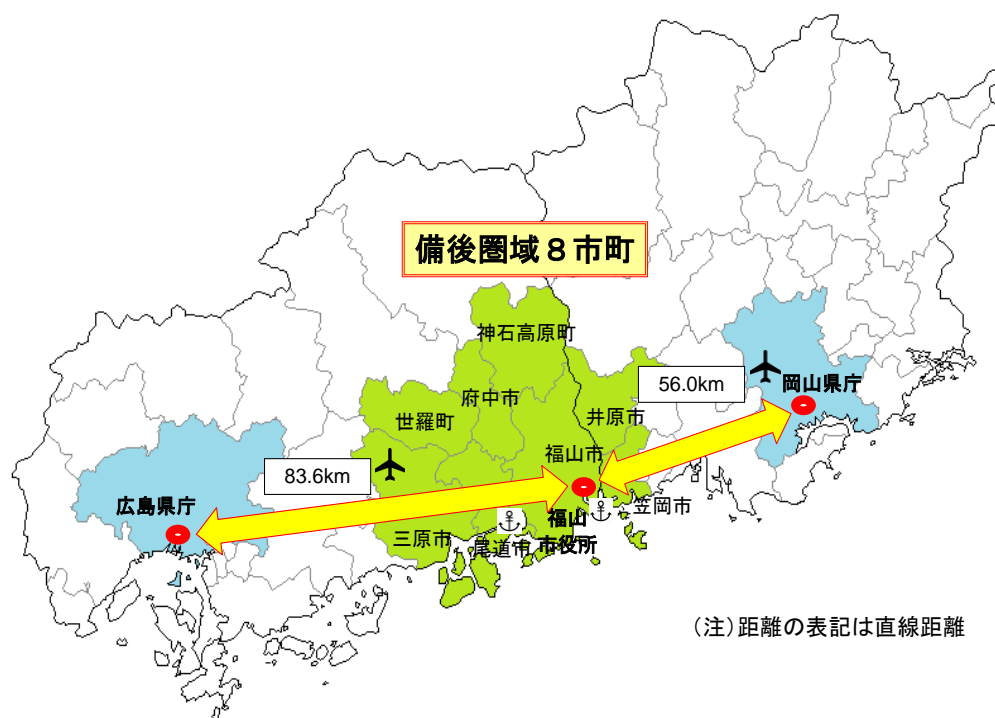 備後圏域８市町
神石高原町
56.0km
岡山県庁
府中市
井原市
世羅町
福山市
83.6km
広島県庁
福山
市役所
笠岡市
三原市
尾道市
（注）距離の表記は直線距離